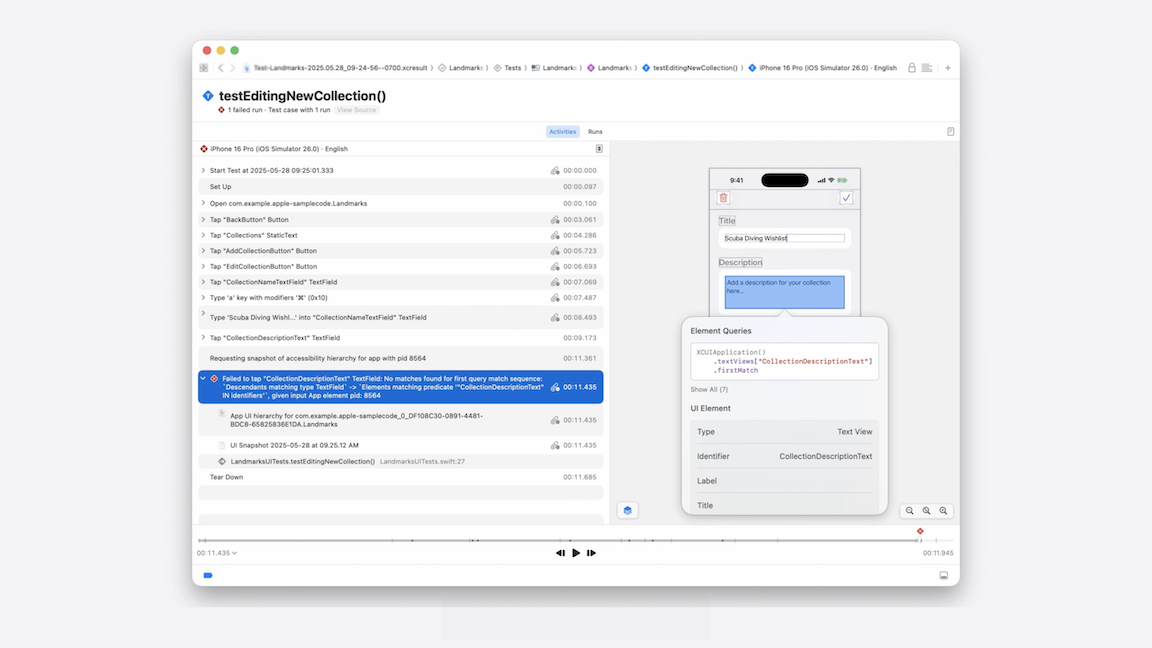 Test-Landmarks-2025.05.28_09-24-56--0700.xcresult
Landmarks
Tests
Landmark:
Landmark:
testEditingNewCollection()
iPhone 16 Pro (iOS Simulator 26.0) · English
testEditingNewCollection()
1 failed run · Test case with 1 run
View Source
Activities
Runs
iPhone 16 Pro (iOS Simulator 26.0) · English
Start Test at 2025-05-28 09:25:01.333 00:00.000
Set Up 00:00.097
Open com.example.apple-samplecode.Landmarks 00:00.100
Tap "BackButton" Button 00:03.061
Tap "Collections" StaticText 00:04.286
Tap "AddCollectionButton" Button 00:05.723
Tap "EditCollectionButton" Button 00:06.693
Tap "CollectionNameTextField" TextField 00:07.069
Type 'a' key with modifiers '⌘' (0x10) 00:07.487
Type 'Scuba Diving Wishl...' into "CollectionNameTextField" TextField 00:08.493
Tap "CollectionDescriptionText" TextField 00:09.173
Requesting snapshot of accessibility hierarchy for app with pid 8564 00:11.361
Failed to tap "CollectionDescriptionText" TextField: No matches found for first query match sequence:
`Descendants matching type TextField` -> `Elements matching predicate '"CollectionDescriptionText" 00:11.435
IN identifiers'`, given input App element pid: 8564
App UI hierarchy for com.example.apple-samplecode_0_DF108C30-0891-4481-
BDC8-65825836E1DA.Landmarks 00:11.435
UI Snapshot 2025-05-28 at 09.25.12 AM 00:11.435
LandmarksUITests.testEditingNewCollection() LandmarksUITests.swift:27
Tear Down 00:11.685
9:41
Title
Scuba Diving Wishlist
Description
Add a description for your collection
here...
Element Queries
XCUIApplication()
.textViews["CollectionDescriptionText"]
.firstMatch
Show All (7)
UI Element
Type Text View
Identifier CollectionDescriptionText
Label
Title
00:11.435
00:11.945